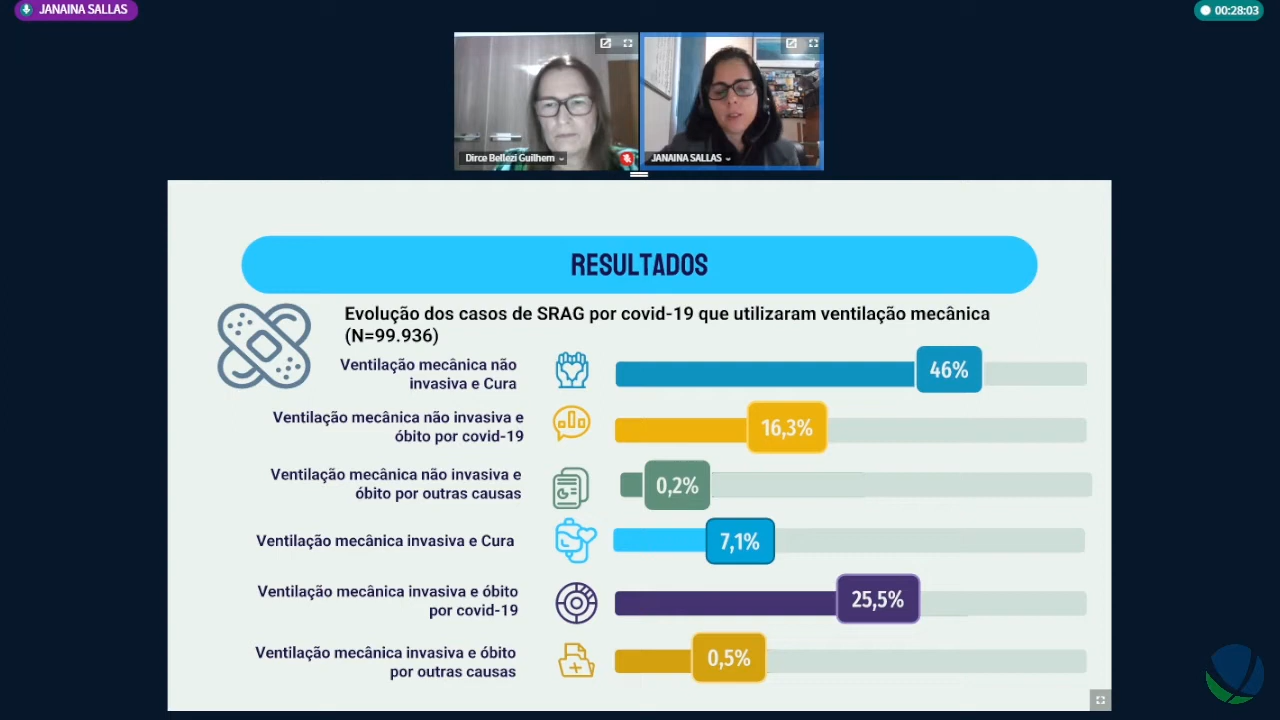 JANAINA SALLAS
00:28:03
Dirce Bellezi Guilhem
JANAINA SALLAS
RESULTADOS
Evolução dos casos de SRAG por covid-19 que utilizaram ventilação mecânica
(N=99.936)
Ventilação mecânica não
invasiva e Cura
46%
Ventilação mecânica não invasiva e
óbito por covid-19
16,3%
Ventilação mecânica não invasiva e
óbito por outras causas
0,2%
Ventilação mecânica invasiva e Cura
7,1%
Ventilação mecânica invasiva e óbito
por covid-19
25,5%
Ventilação mecânica invasiva e óbito
por outras causas
0,5%